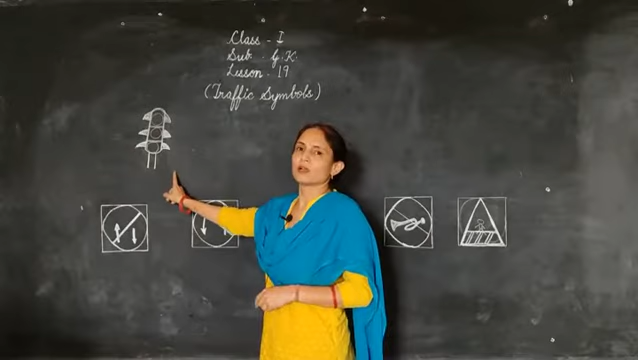 Class - I
Sub. G.K.
Lesson. 19
(Traffic Symbols)